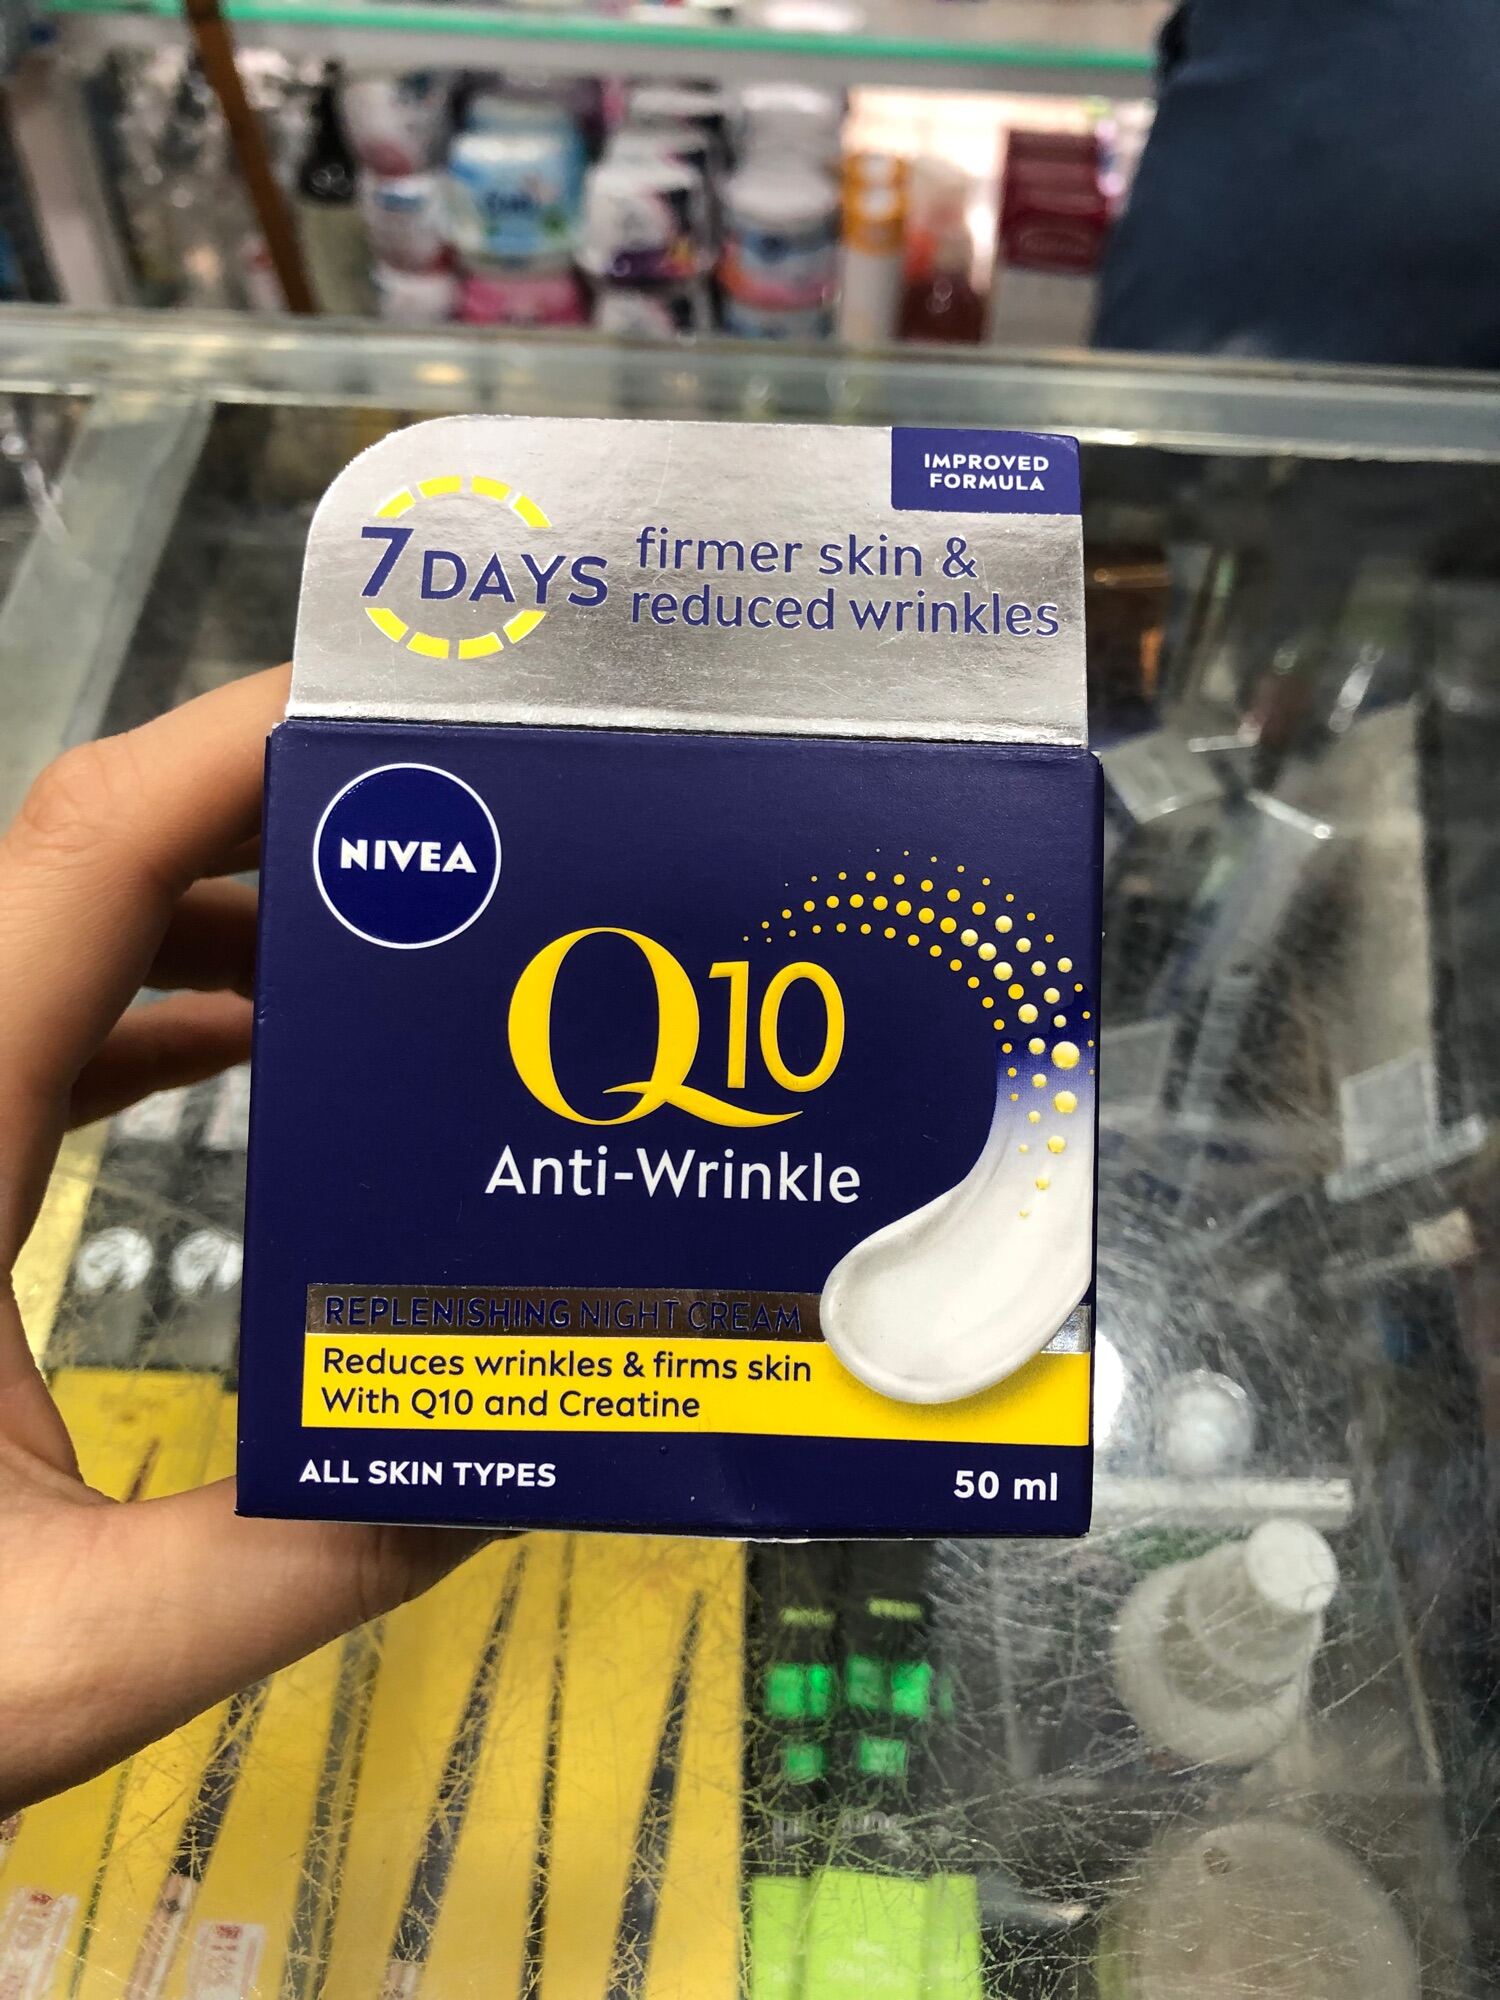 IMPROVED
FORMULA
7 DAYS
firmer skin &
reduced wrinkles
NIVEA
Q10
Anti-Wrinkle
REPLENISHING NIGHT CREAM
Reduces wrinkles & firms skin
With Q10 and Creatine
ALL SKIN TYPES
50 ml